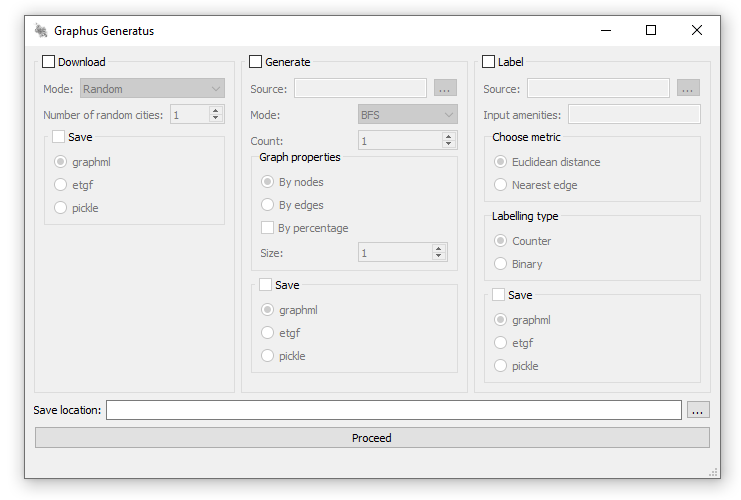 Graphus Generatus
Download
Mode: Random
Number of random cities: 1
Save
graphml
etgf
pickle
Generate
Source: ...
Mode: BFS
Count: 1
Graph properties
By nodes
By edges
By percentage
Size: 1
Save
graphml
etgf
pickle
Label
Source: ...
Input amenities:
Choose metric
Euclidean distance
Nearest edge
Labelling type
Counter
Binary
Save
graphml
etgf
pickle
Save location: ...
Proceed